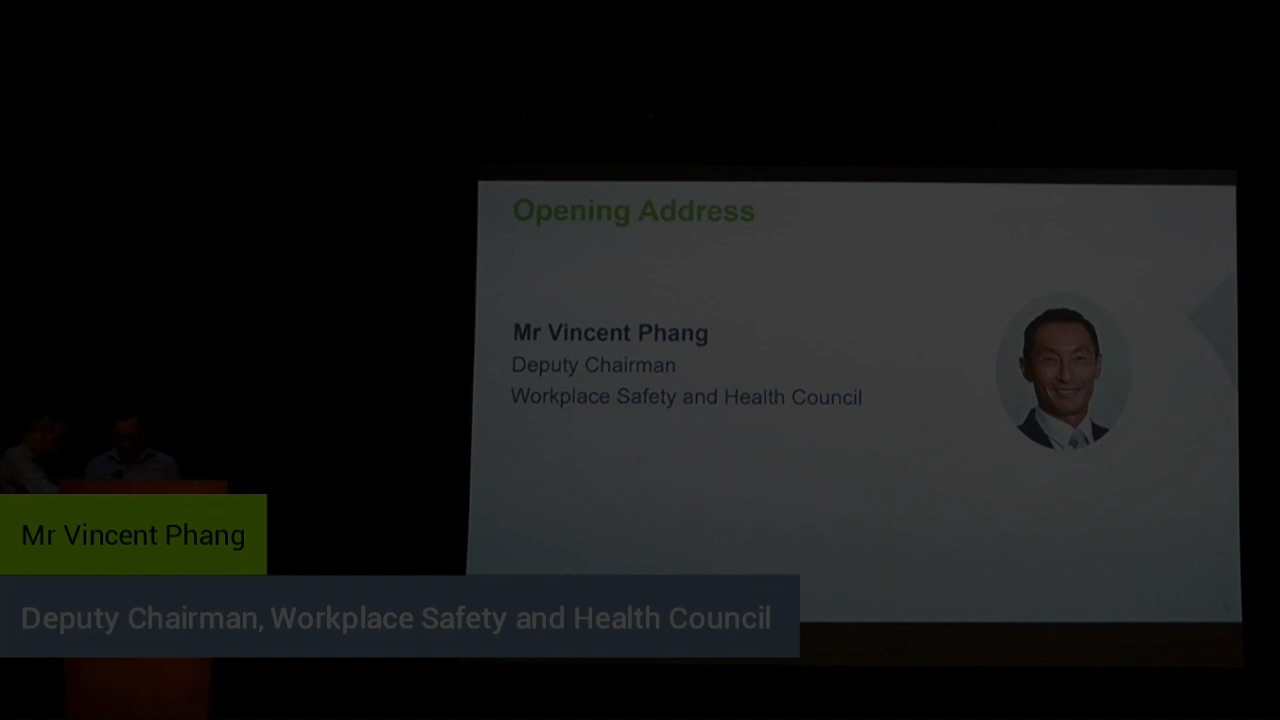 Opening Address
Mr Vincent Phang
Deputy Chairman
Workplace Safety and Health Council
Mr Vincent Phang
Deputy Chairman, Workplace Safety and Health Council